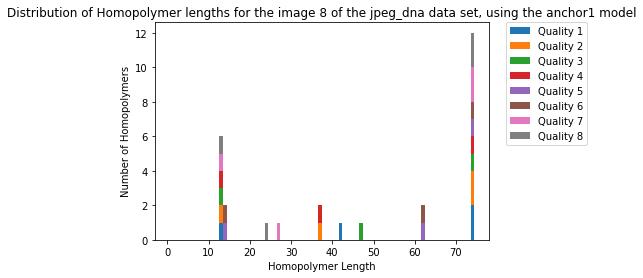 Distribution of Homopolymer lengths for the image 8 of the jpeg_dna data set, using the anchor1 model
Number of Homopolymers
12
10
8
6
4
2
0
0 10 20 30 40 50 60 70
Homopolymer Length
Quality 1
Quality 2
Quality 3
Quality 4
Quality 5
Quality 6
Quality 7
Quality 8